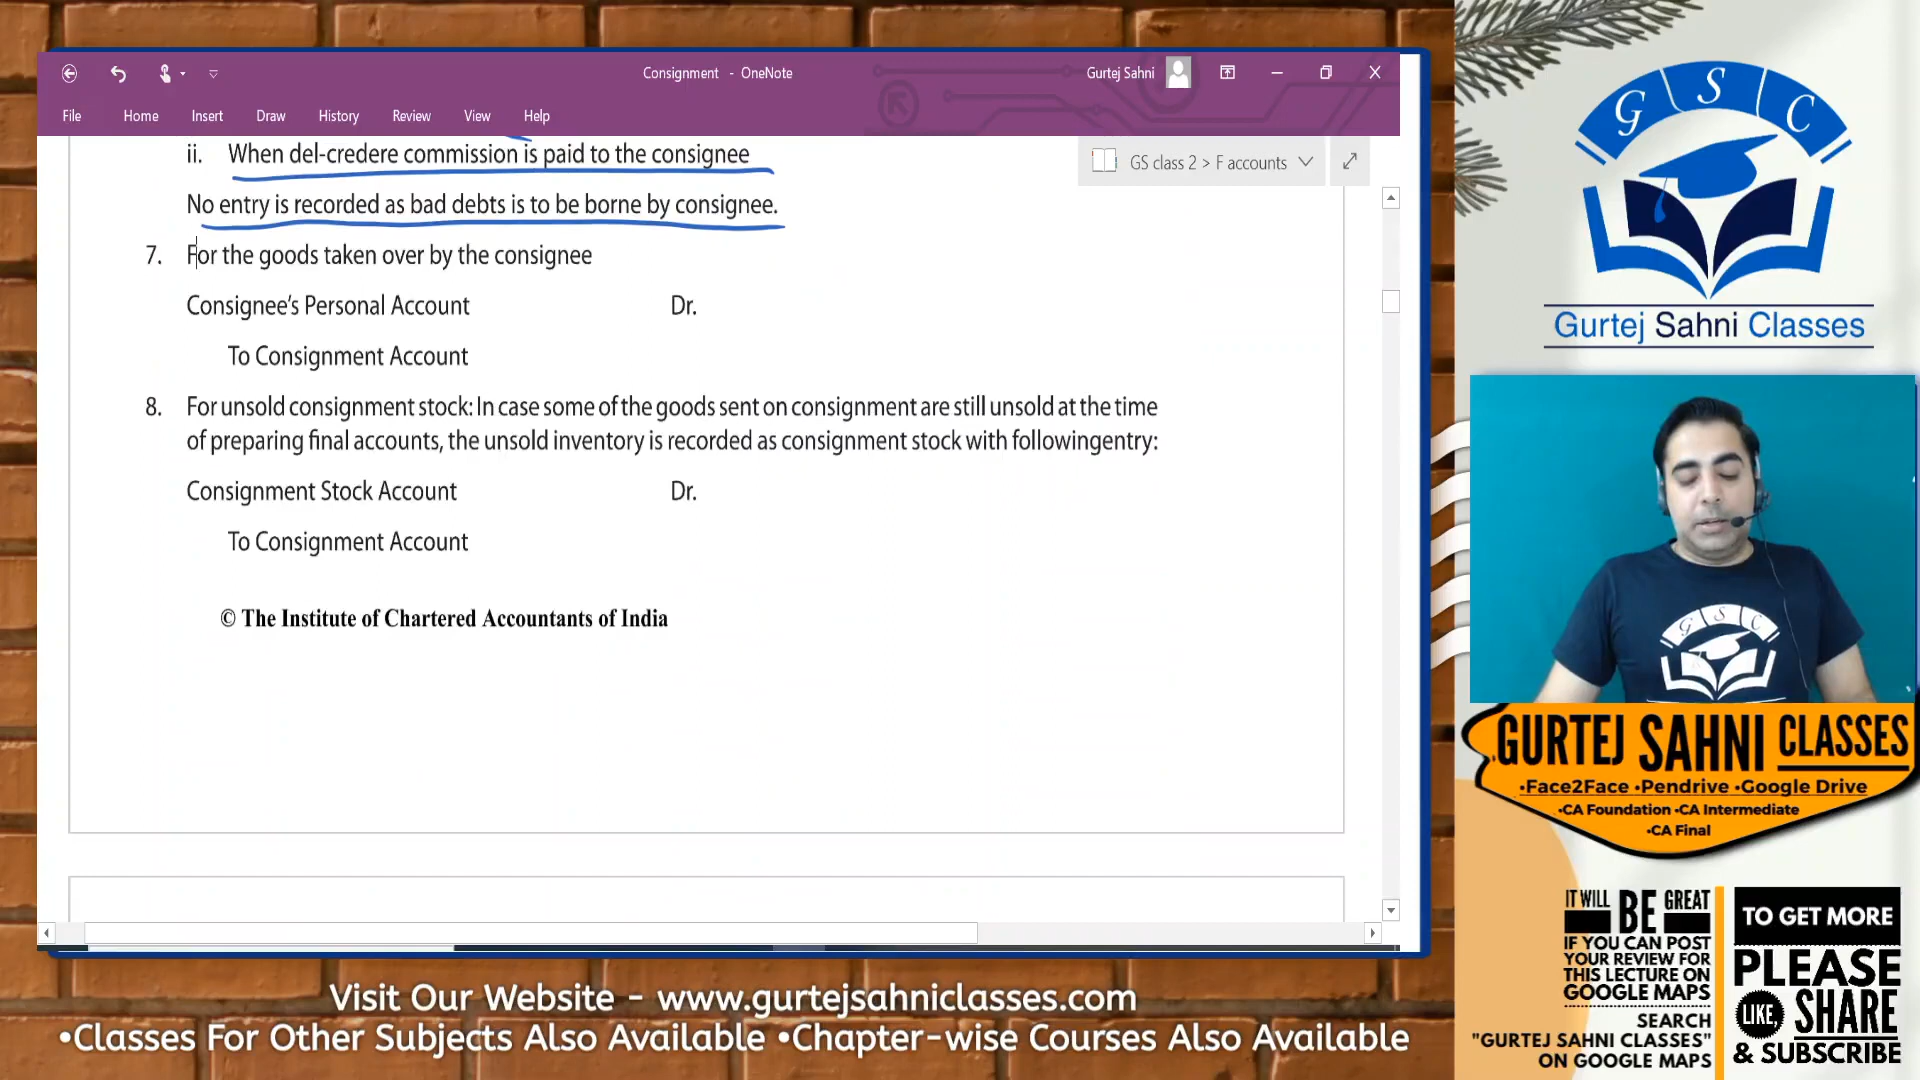 Consignment - OneNote
Gurtej Sahni
File Home Insert Draw History Review View Help
GS class 2 > F accounts
ii. When del-credere commission is paid to the consignee
No entry is recorded as bad debts is to be borne by consignee.
7. For the goods taken over by the consignee
Consignee's Personal Account Dr.
To Consignment Account
8. For unsold consignment stock: In case some of the goods sent on consignment are still unsold at the time
of preparing final accounts, the unsold inventory is recorded as consignment stock with followingentry:
Consignment Stock Account Dr.
To Consignment Account
© The Institute of Chartered Accountants of India
G S C
Gurtej Sahni Classes
G S C
GURTEJ SAHNI CLASSES
•Face2Face •Pendrive •Google Drive
•CA Foundation •CA Intermediate
•CA Final
IT WILL BE GREAT
IF YOU CAN POST
YOUR REVIEW FOR
THIS LECTURE ON
GOOGLE MAPS
SEARCH
"GURTEJ SAHNI CLASSES"
ON GOOGLE MAPS
TO GET MORE
PLEASE
LIKE, SHARE
& SUBSCRIBE
Visit Our Website - www.gurtejsahniclasses.com
•Classes For Other Subjects Also Available •Chapter-wise Courses Also Available